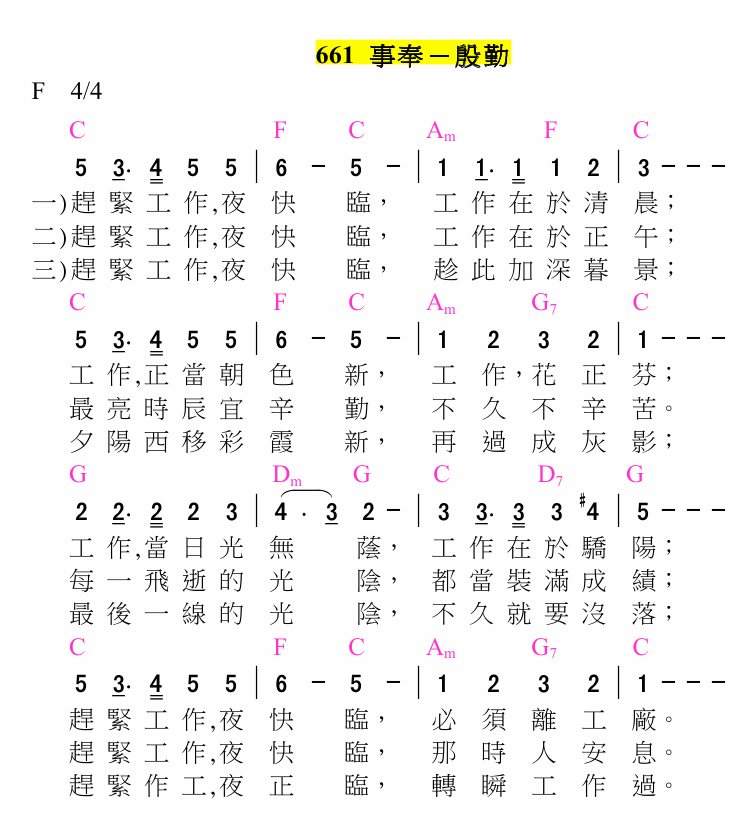 661 事奉－殷勤
F 4/4
C F C Am F C
5 3. 4 5 5 | 6 － 5 － | 1 1. 1 1 2 | 3 － － －
一)趕緊工作,夜快臨， 工作在於清晨；
二)趕緊工作,夜快臨， 工作在於正午；
三)趕緊工作,夜快臨， 趁此加深暮景；
C F C Am G7 C
5 3. 4 5 5 | 6 － 5 － | 1 2 3 2 | 1 － － －
工作,正當朝色新， 工作，花正芬；
最亮時辰宜辛勤， 不久不辛苦。
夕陽西移彩霞新， 再過成灰影；
G Dm G C D7 G
2 2. 2 2 3 | 4 . 3 2 － | 3 3. 3 3 #4 | 5 － － －
工作,當日光無蔭， 工作在於驕陽；
每一飛逝的光陰， 都當裝滿成績；
最後一線的光陰， 不久就要沒落；
C F C Am G7 C
5 3. 4 5 5 | 6 － 5 － | 1 2 3 2 | 1 － － －
趕緊工作,夜快臨， 必須離工廠。
趕緊工作,夜快臨， 那時人安息。
趕緊作工,夜正臨， 轉瞬工作過。